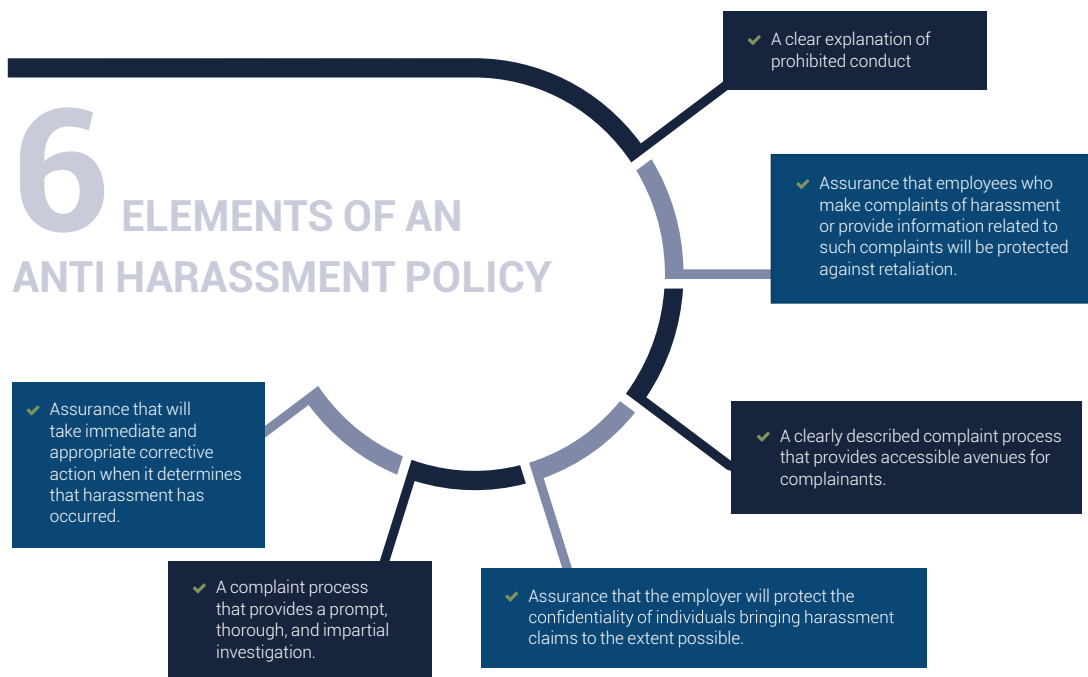 6 ELEMENTS OF AN
ANTI HARASSMENT POLICY
A clear explanation of
prohibited conduct
Assurance that employees who
make complaints of harassment
or provide information related to
such complaints will be protected
against retaliation.
A clearly described complaint process
that provides accessible avenues for
complainants.
Assurance that the employer will protect the
confidentiality of individuals bringing harassment
claims to the extent possible.
A complaint process
that provides a prompt,
thorough, and impartial
investigation.
Assurance that will
take immediate and
appropriate corrective
action when it determines
that harassment has
occurred.